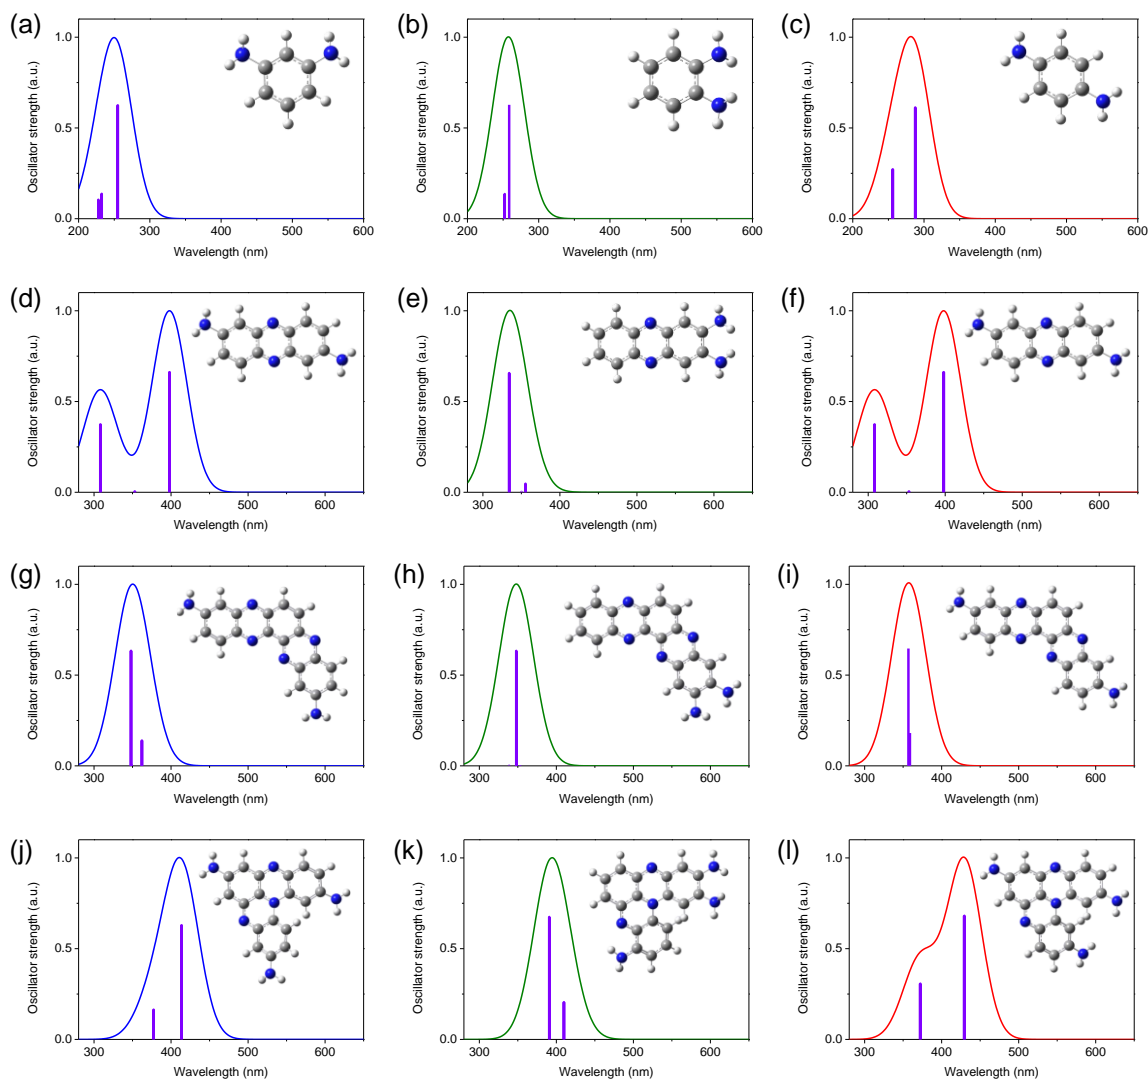 (a) (b) (c)
1.0 1.0 1.0
Oscillator strength (a.u.) Oscillator strength (a.u.) Oscillator strength (a.u.)
0.5 0.5 0.5
0.0 0.0 0.0
200 300 400 500 600 200 300 400 500 600 200 300 400 500 600
Wavelength (nm) Wavelength (nm) Wavelength (nm)
(d) (e) (f)
1.0 1.0 1.0
Oscillator strength (a.u.) Oscillator strength (a.u.) Oscillator strength (a.u.)
0.5 0.5 0.5
0.0 0.0 0.0
300 400 500 600 300 400 500 600 300 400 500 600
Wavelength (nm) Wavelength (nm) Wavelength (nm)
(g) (h) (i)
1.0 1.0 1.0
Oscillator strength (a.u.) Oscillator strength (a.u.) Oscillator strength (a.u.)
0.5 0.5 0.5
0.0 0.0 0.0
300 400 500 600 300 400 500 600 300 400 500 600
Wavelength (nm) Wavelength (nm) Wavelength (nm)
(j) (k) (l)
1.0 1.0 1.0
Oscillator strength (a.u.) Oscillator strength (a.u.) Oscillator strength (a.u.)
0.5 0.5 0.5
0.0 0.0 0.0
300 400 500 600 300 400 500 600 300 400 500 600
Wavelength (nm) Wavelength (nm) Wavelength (nm)